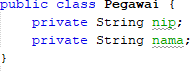 public class Pegawai {
    private String nip;
    private String nama;
}